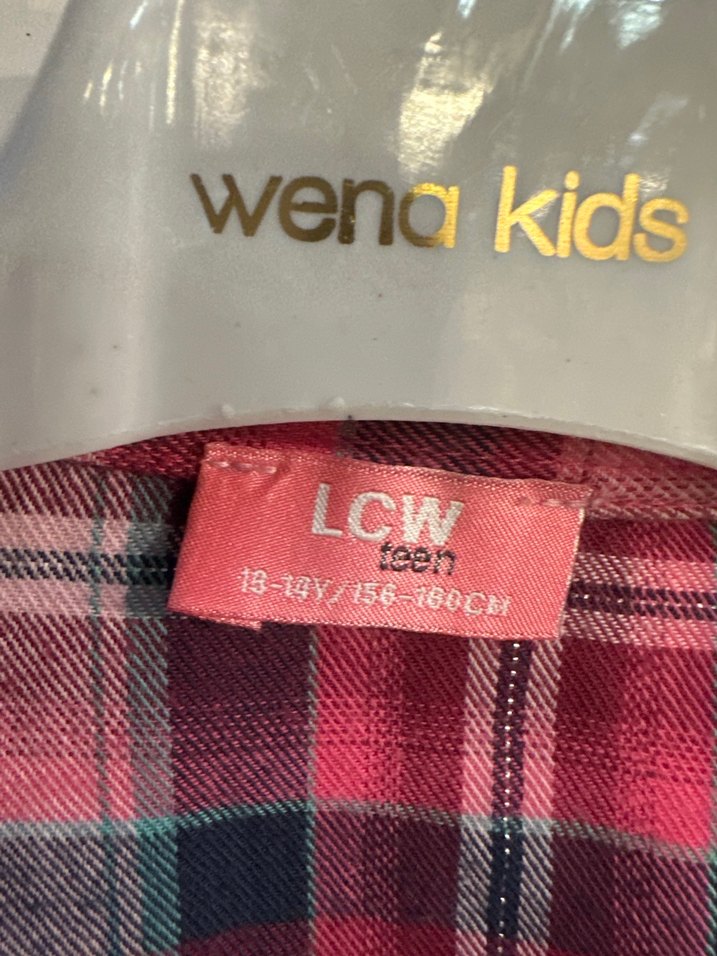 wena kids
LCW
teen
13-14Y/156-160CM